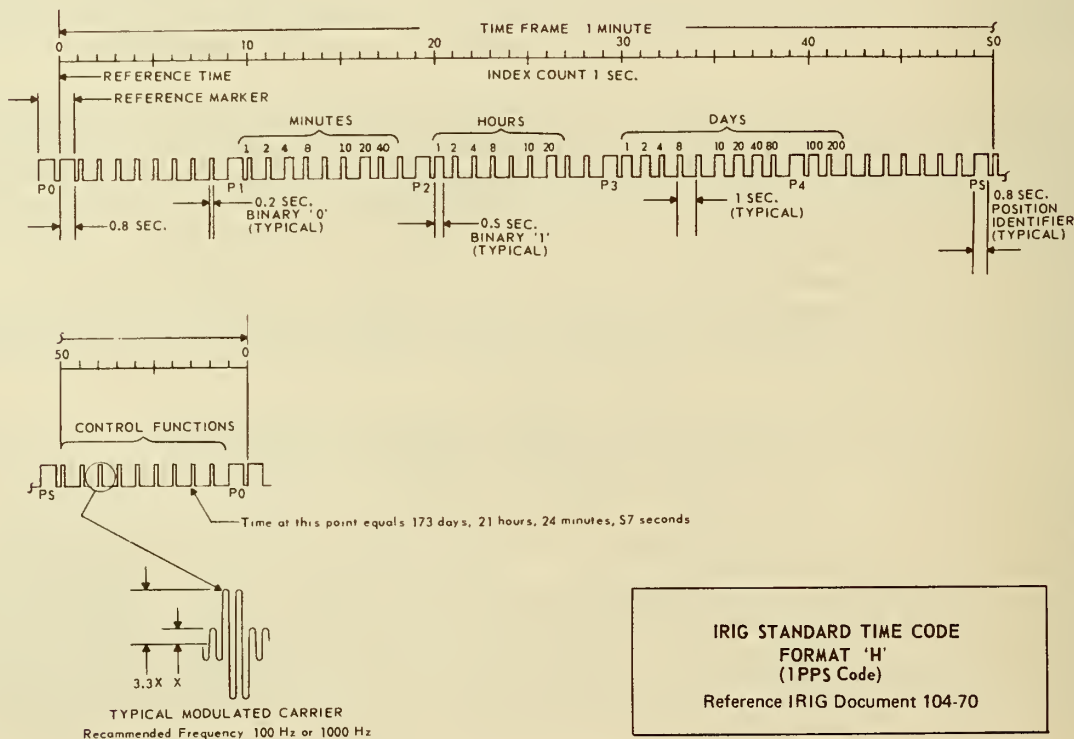 TIME FRAME 1 MINUTE
0 10 20 30 40 50
REFERENCE TIME
INDEX COUNT 1 SEC.
REFERENCE MARKER
MINUTES HOURS DAYS
1 2 4 8 10 20 40 1 2 4 8 10 20 1 2 4 8 10 20 40 80 100 200
P0 P1 P2 P3 P4 PS
0.8 SEC.
0.2 SEC.
BINARY '0'
(TYPICAL)
0.5 SEC.
BINARY '1'
(TYPICAL)
1 SEC.
(TYPICAL)
0.8 SEC.
POSITION
IDENTIFIER
(TYPICAL)
50 0
CONTROL FUNCTIONS
PS P0
Time at this point equals 173 days, 21 hours, 24 minutes, S7 seconds
3.3X X
TYPICAL MODULATED CARRIER
Recommended Frequency 100 Hz or 1000 Hz
IRIG STANDARD TIME CODE
FORMAT 'H'
(1PPS Code)
Reference IRIG Document 104-70